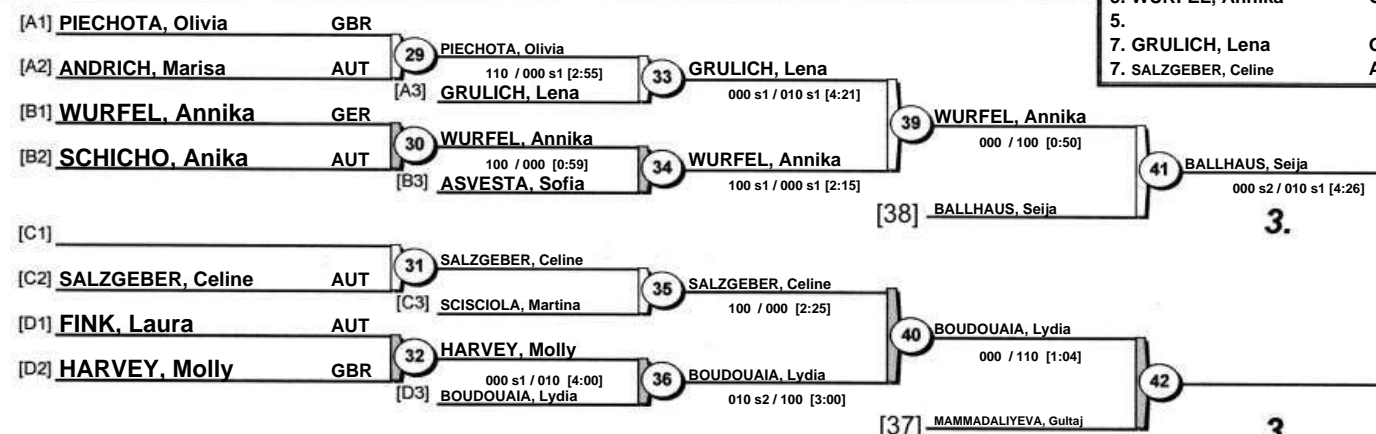 5. WURFEL, Annika
5.
7. GRULICH, Lena
7. SALZGEBER, Celine A
[A1] PIECHOTA, Olivia GBR
[A2] ANDRICH, Marisa AUT
29 PIECHOTA, Olivia
110 / 000 s1 [2:55]
[A3] GRULICH, Lena
33 GRULICH, Lena
000 s1 / 010 s1 [4:21]
[B1] WURFEL, Annika GER
[B2] SCHICHO, Anika AUT
30 WURFEL, Annika
100 / 000 [0:59]
[B3] ASVESTA, Sofia
34 WURFEL, Annika
100 s1 / 000 s1 [2:15]
39 WURFEL, Annika
000 / 100 [0:50]
[38] BALLHAUS, Seija
41 BALLHAUS, Seija
000 s2 / 010 s1 [4:26]
3.
[C1]
[C2] SALZGEBER, Celine AUT
31 SALZGEBER, Celine
[C3] SCISCIOLA, Martina
35 SALZGEBER, Celine
100 / 000 [2:25]
[D1] FINK, Laura AUT
[D2] HARVEY, Molly GBR
32 HARVEY, Molly
000 s1 / 010 [4:00]
[D3] BOUDOUAIA, Lydia
36 BOUDOUAIA, Lydia
010 s2 / 100 [3:00]
40 BOUDOUAIA, Lydia
000 / 110 [1:04]
[37] MAMMADALIYEVA, Gultaj
42
3.